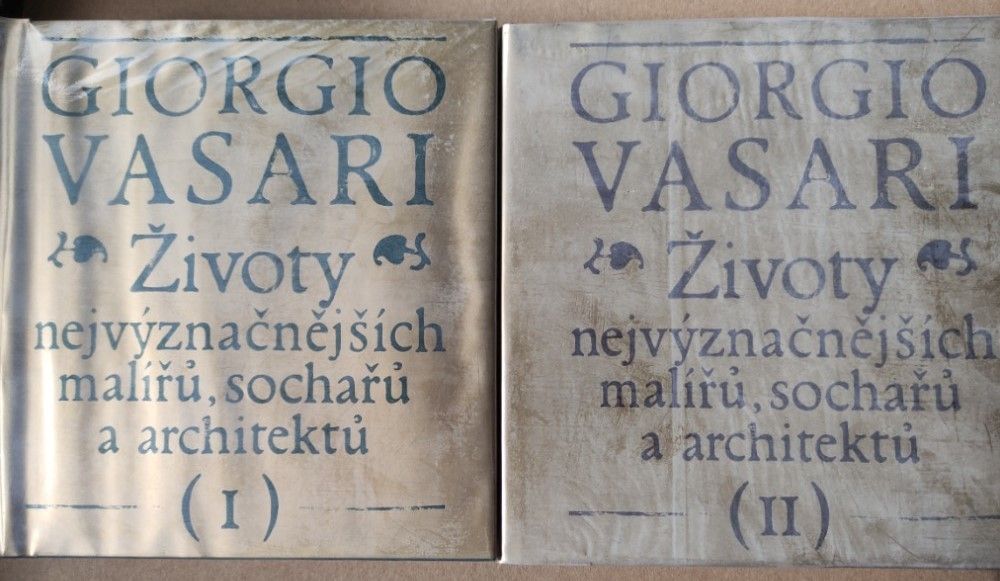 GIORGIO
VASARI
Životy
nejvýznačnějších
malířů, sochařů
a architektů
(I)
GIORGIO
VASARI
Životy
nejvýznačnějších
malířů, sochařů
a architektů
(II)